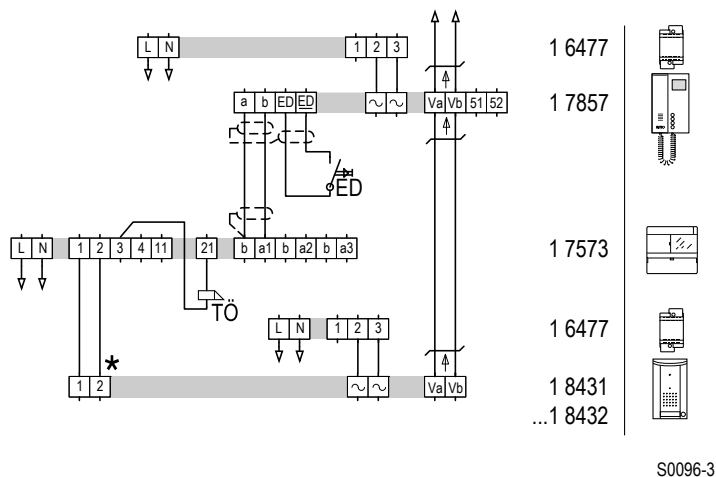 L N 1 2 3 1 6477
a b ED ED ~ ~ Va Vb 51 52 1 7857
ED
L N 1 2 3 4 11 21 b a1 b a2 b a3 1 7573
TÖ
L N 1 2 3 1 6477
*
1 2 ~ ~ Va Vb 1 8431
...1 8432
S0096-3